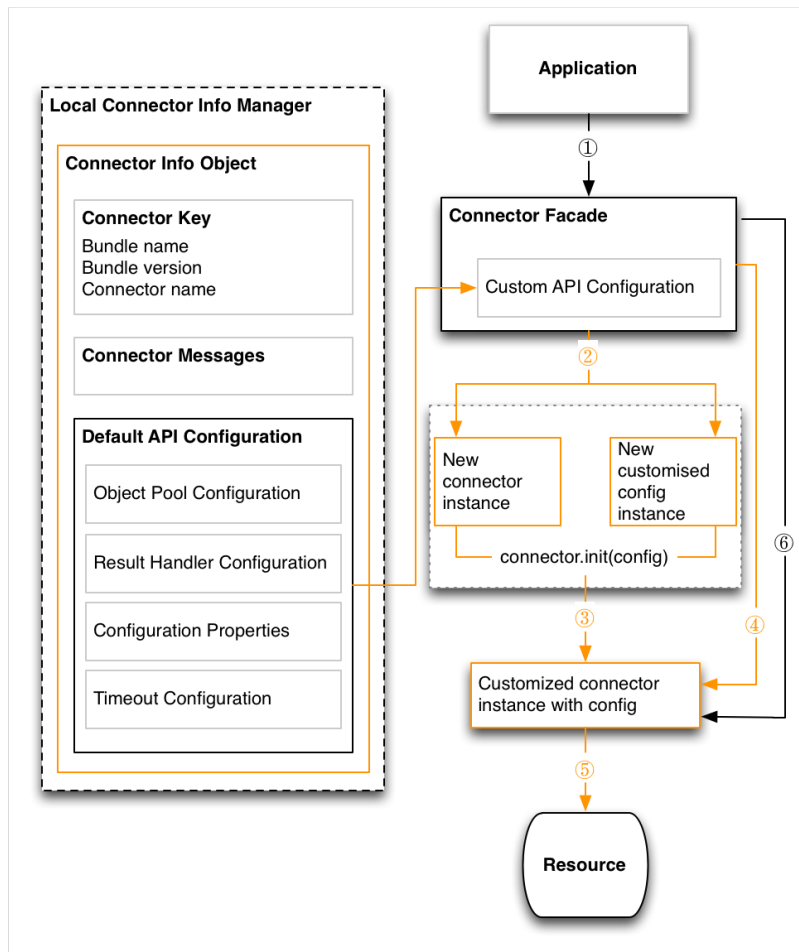 Application
Local Connector Info Manager
Connector Info Object
Connector Key
Bundle name
Bundle version
Connector name
Connector Messages
Default API Configuration
Object Pool Configuration
Result Handler Configuration
Configuration Properties
Timeout Configuration
①
Connector Facade
Custom API Configuration
②
New
connector
instance
New
customised
config
instance
connector.init(config)
③
④
⑥
Customized connector
instance with config
⑤
Resource